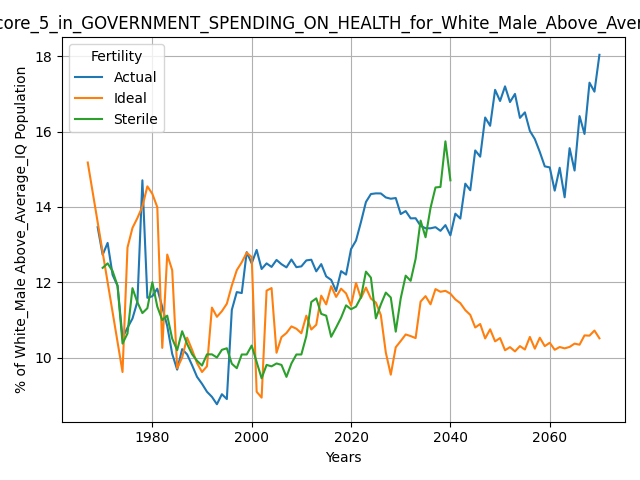 core_5_in_GOVERNMENT_SPENDING_ON_HEALTH_for_White_Male_Above_Aver
Fertility
Actual
Ideal
Sterile
% of White_Male Above_Average_IQ Population
18
16
14
12
10
1980
2000
2020
2040
2060
Years